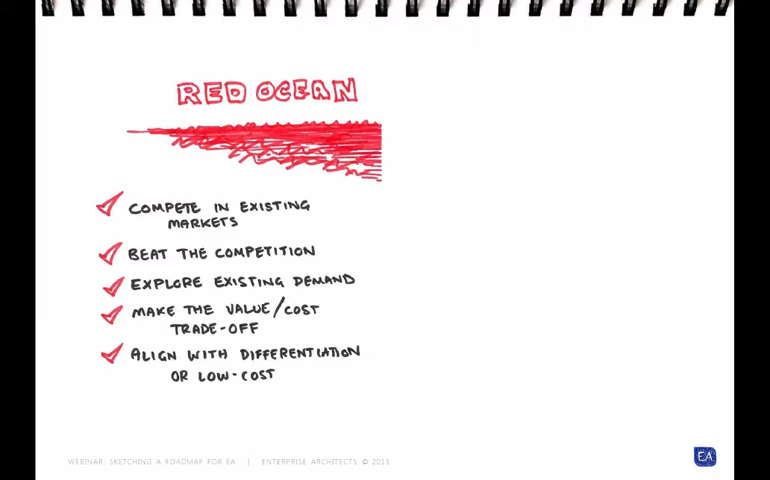 RED OCEAN
COMPETE IN EXISTING
MARKETS
BEAT THE COMPETITION
EXPLORE EXISTING DEMAND
MAKE THE VALUE/COST
TRADE-OFF
ALIGN WITH DIFFERENTIATION
OR LOW-COST
WEBINAR: SKETCHING A ROADMAP FOR EA | ENTERPRISE ARCHITECTS © 2013
EA